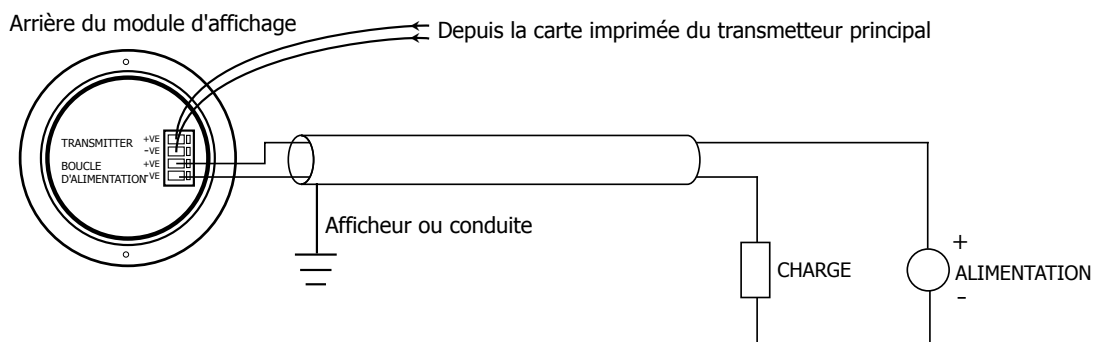 Arrière du module d'affichage
Depuis la carte imprimée du transmetteur principal
TRANSMITTER
+VE
-VE
BOUCLE
D'ALIMENTATION
+VE
-VE
Afficheur ou conduite
CHARGE
+
ALIMENTATION
-